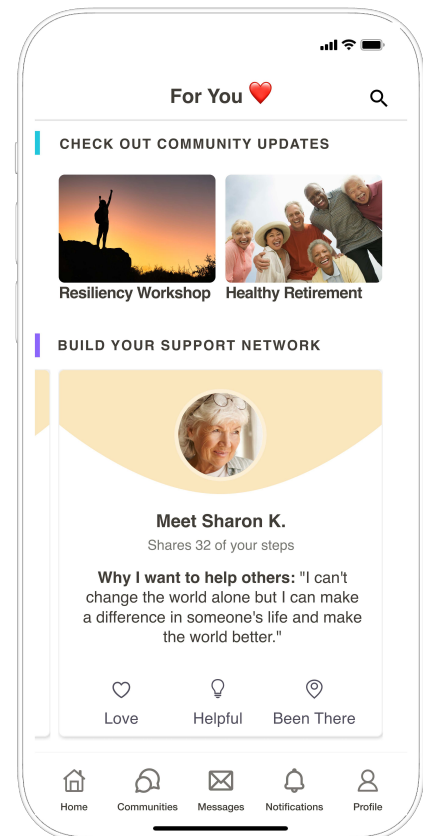 For You ❤️
CHECK OUT COMMUNITY UPDATES
Resiliency Workshop
Healthy Retirement
BUILD YOUR SUPPORT NETWORK
Meet Sharon K.
Shares 32 of your steps
Why I want to help others: "I can't
change the world alone but I can make
a difference in someone's life and make
the world better."
Love
Helpful
Been There
Home
Communities
Messages
Notifications
Profile